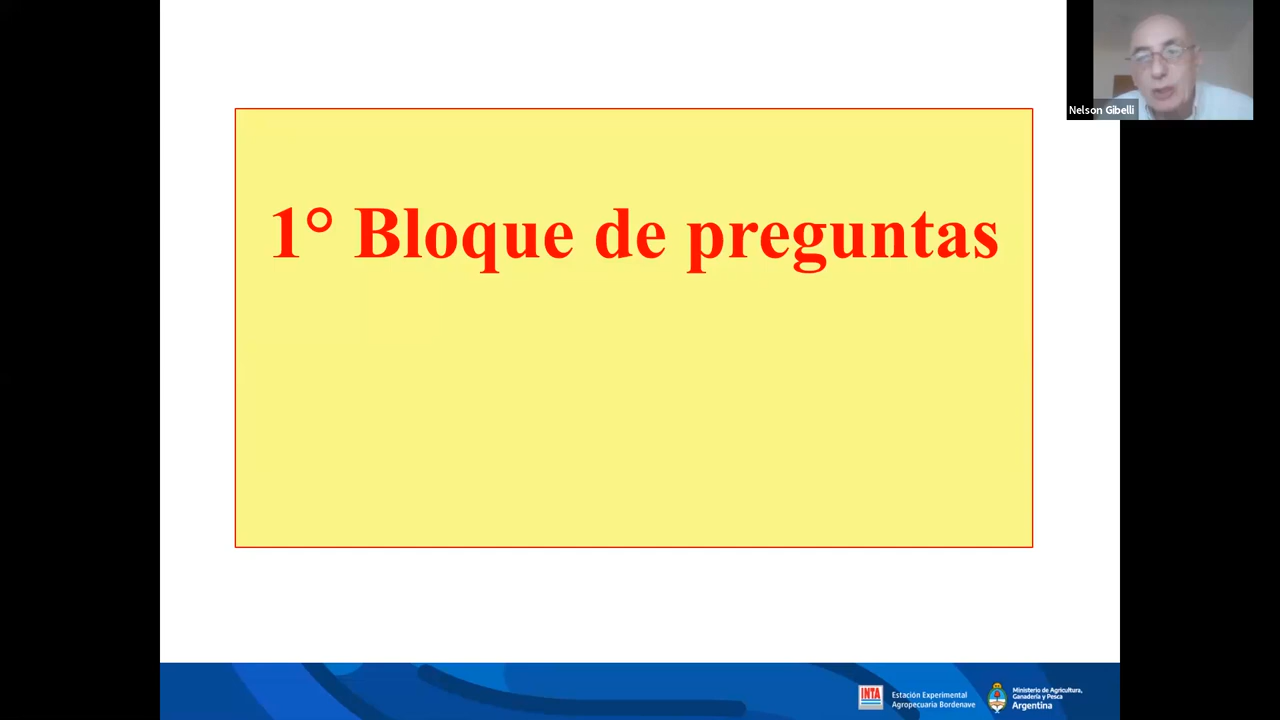 Nelson Gibelli
1° Bloque de preguntas
INTA
Estación Experimental
Agropecuaria Bordenave
Ministerio de Agricultura,
Ganadería y Pesca
Argentina